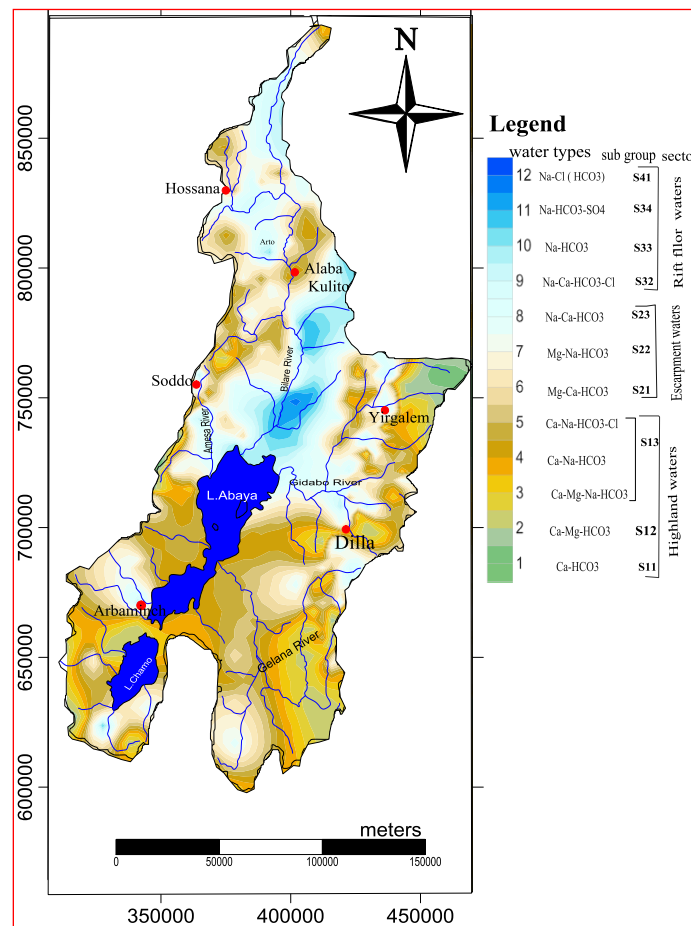 N
Legend
water types sub group secto
12 Na-Cl ( HCO3) S41
11 Na-HCO3-SO4 S34
10 Na-HCO3 S33
9 Na-Ca-HCO3-Cl S32
Rift fllor waters
8 Na-Ca-HCO3 S23
7 Mg-Na-HCO3 S22
6 Mg-Ca-HCO3 S21
Escarpment waters
5 Ca-Na-HCO3-Cl
S13
4 Ca-Na-HCO3
3 Ca-Mg-Na-HCO3
2 Ca-Mg-HCO3 S12
1 Ca-HCO3 S11
Highland waters
850000
800000
750000
700000
650000
600000
Hossana
Arto
Alaba
Kulito
Bilare River
Soddo
Amesa River
Yirgalem
L.Abaya
Gidabo River
Dilla
Arbaminch
Gelana River
L.Chamo
meters
0 50000 100000 150000
350000 400000 450000